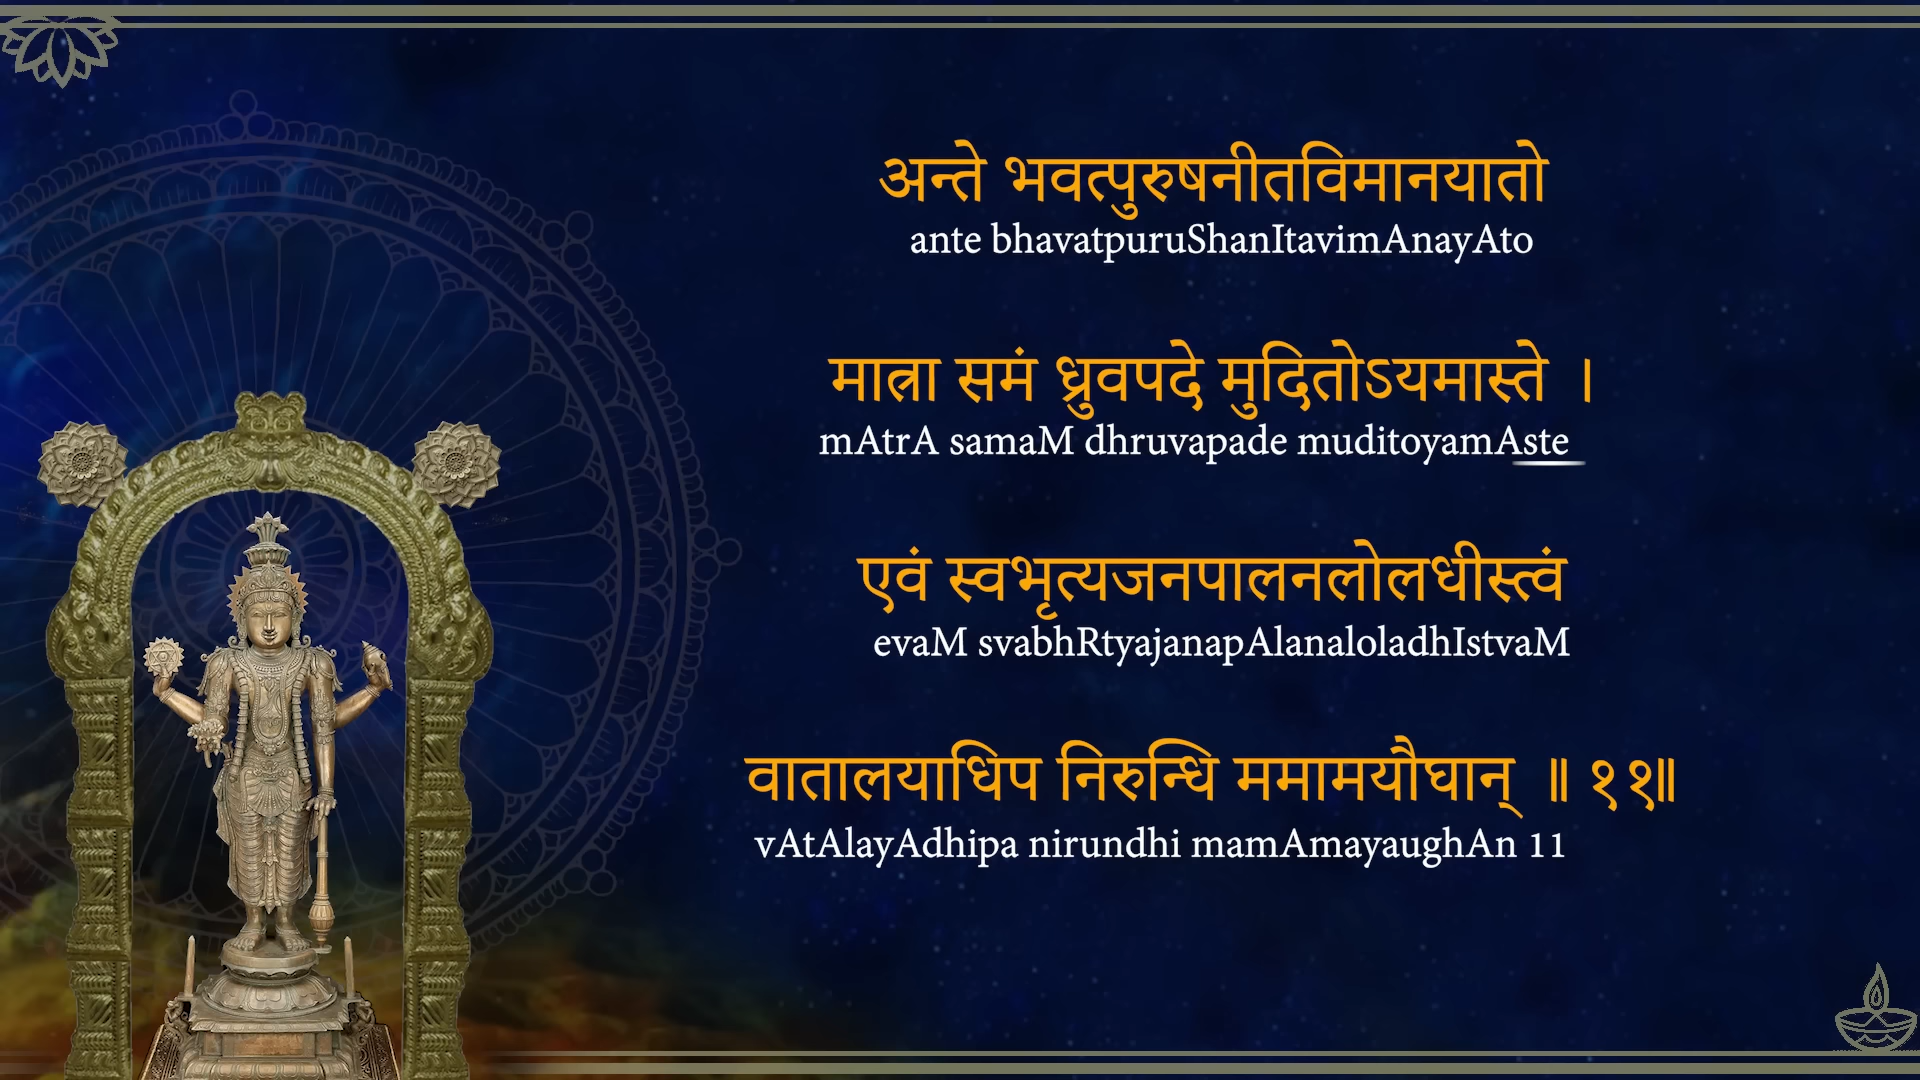 अन्ते भवत्पुरुषनीतविमानयातो
ante bhavatpuruShanItavimAnayAto
मात्रा समं ध्रुवपदे मुदितोऽयमास्ते ।
mAtrA samaM dhruvapade muditoyamAste
एवं स्वभृत्यजनपालनलोलधीस्त्वं
evaM svabhRtyajanapAlanaloladhIstvaM
वातालयाधिप निरुन्धि ममामयौघान् ॥ ११॥
vAtAlayAdhipa nirundhi mamAmayaughAn 11